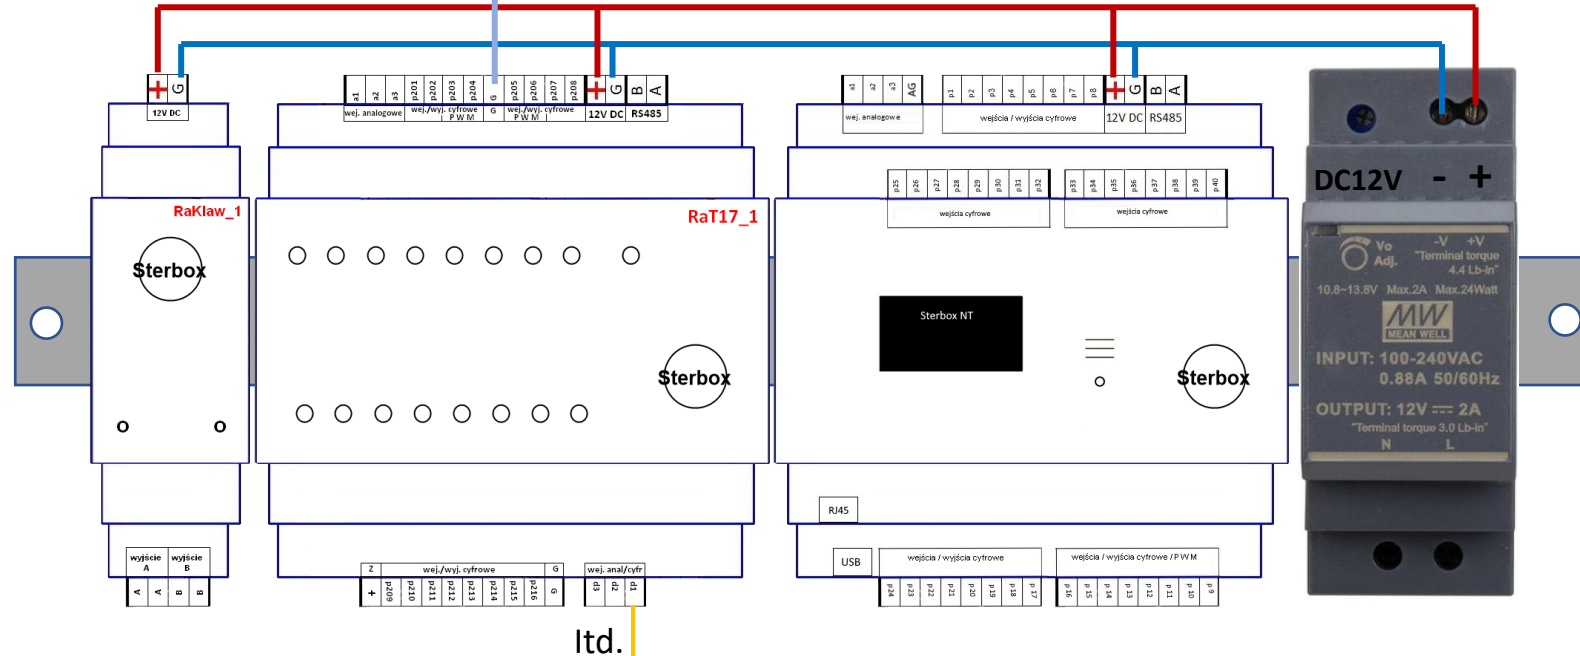 + G
12V DC
RaKlaw_1
Sterbox
wyjście A
wyjście B
A A B B
a1 a2 a3 p201 p202 p203 p204 G p205 p206 p207 p208 + G B A
wej. analogowe
wej./wyj. cyfrowe
PWM
G
wej./wyj. cyfrowe
PWM
12V DC
RS485
RaT17_1
Sterbox
Z
wej./wyj. cyfrowe
G
wej. anal/cyfr
+ p209 p210 p211 p212 p213 p214 p215 p216 G
d3 d2 d1
Itd.
a1 a2 a3 AG
wej. analogowe
p1 p2 p3 p4 p5 p6 p7 p8 + G B A
wejścia / wyjścia cyfrowe
12V DC
RS485
p25 p26 p27 p28 p29 p30 p31 p32
wejścia cyfrowe
p33 p34 p35 p36 p37 p38 p39 p40
wejścia cyfrowe
Sterbox NT
Sterbox
RJ45
USB
wejścia / wyjścia cyfrowe
wejścia / wyjścia cyfrowe / PWM
p24 p23 p22 p21 p20 p19 p18 p17
p16 p15 p14 p13 p12 p11 p10 p9
DC12V - +
Vo Adj.
-V +V
"Terminal torque
4.4 Lb-in"
10.8~13.8V Max.2A Max.24Watt
MW
MEAN WELL
INPUT: 100-240VAC
0.88A 50/60Hz
OUTPUT: 12V ⎓ 2A
"Terminal torque 3.0 Lb-in"
N L